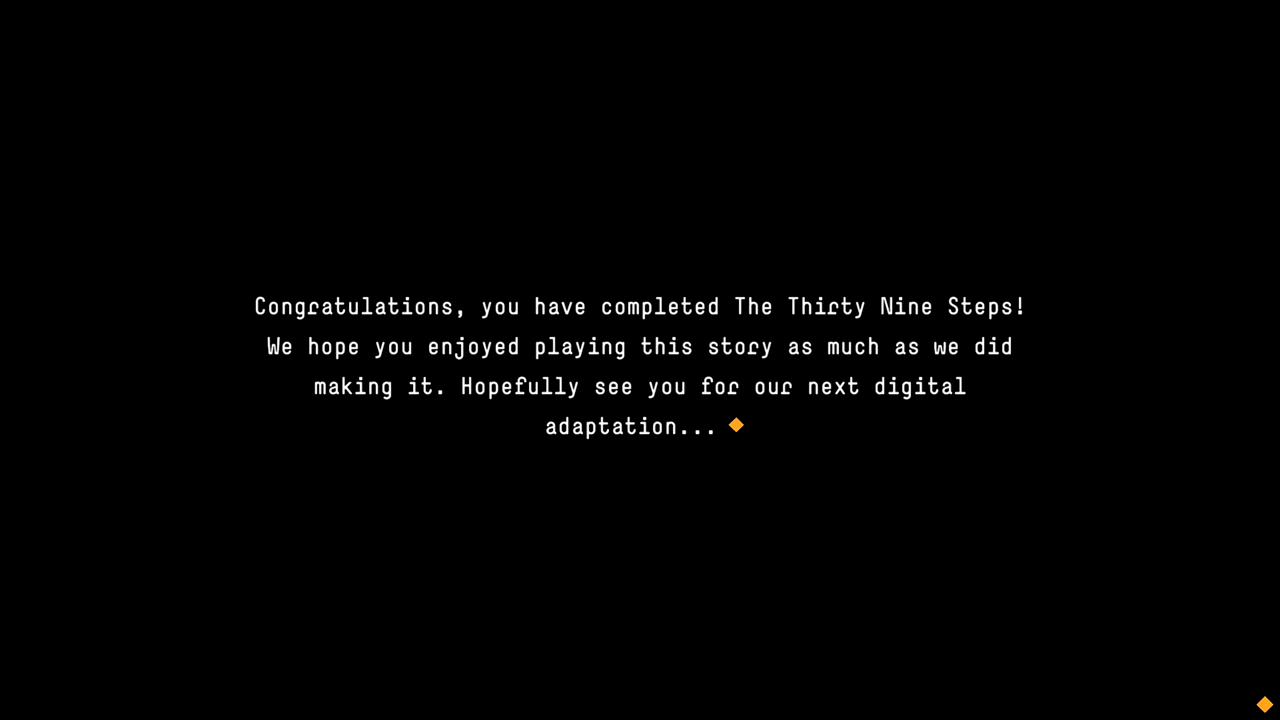 Congratulations, you have completed The Thirty Nine Steps!
We hope you enjoyed playing this story as much as we did
making it. Hopefully see you for our next digital
adaptation...